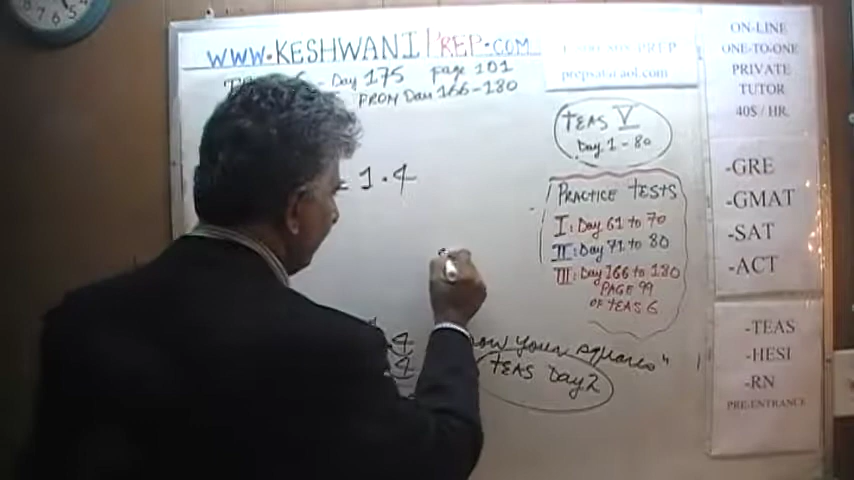 WWW.KESHWANIPREP.COM
- Day 175 Page 101
FROM Day 166-180
prepsat@aol.com
= 1.4
TEAS V
Day 1-80
PRACTICE TESTS
I: Day 61 to 70
II: Day 71 to 80
III: Day 166 to 180
PAGE 99
OF TEAS 6
your squares"
TEAS Day 2
.4
4
ON-LINE
ONE-TO-ONE
PRIVATE
TUTOR
40$ / HR
-GRE
-GMAT
-SAT
-ACT
-TEAS
-HESI
-RN
PRE-ENTRANCE